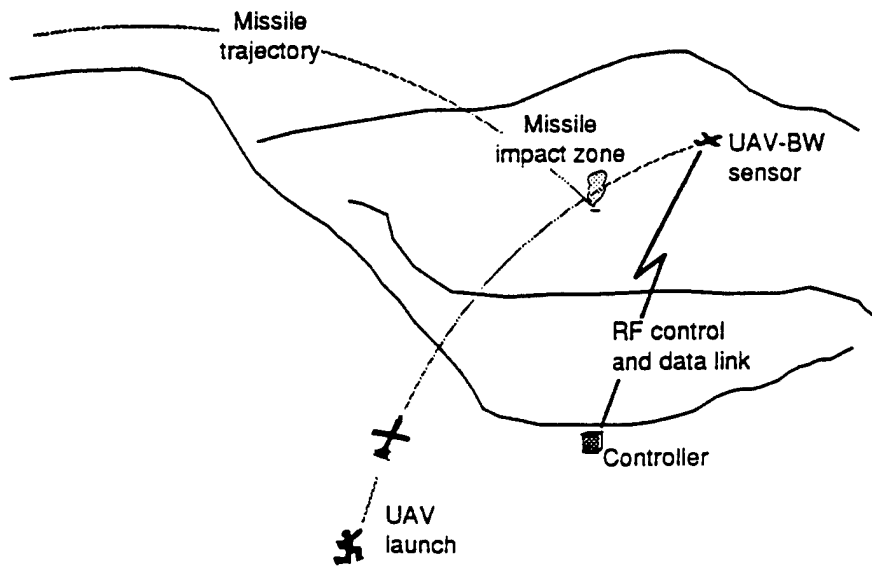 Missile
trajectory
Missile
impact zone
UAV-BW
sensor
RF control
and data link
Controller
UAV
launch